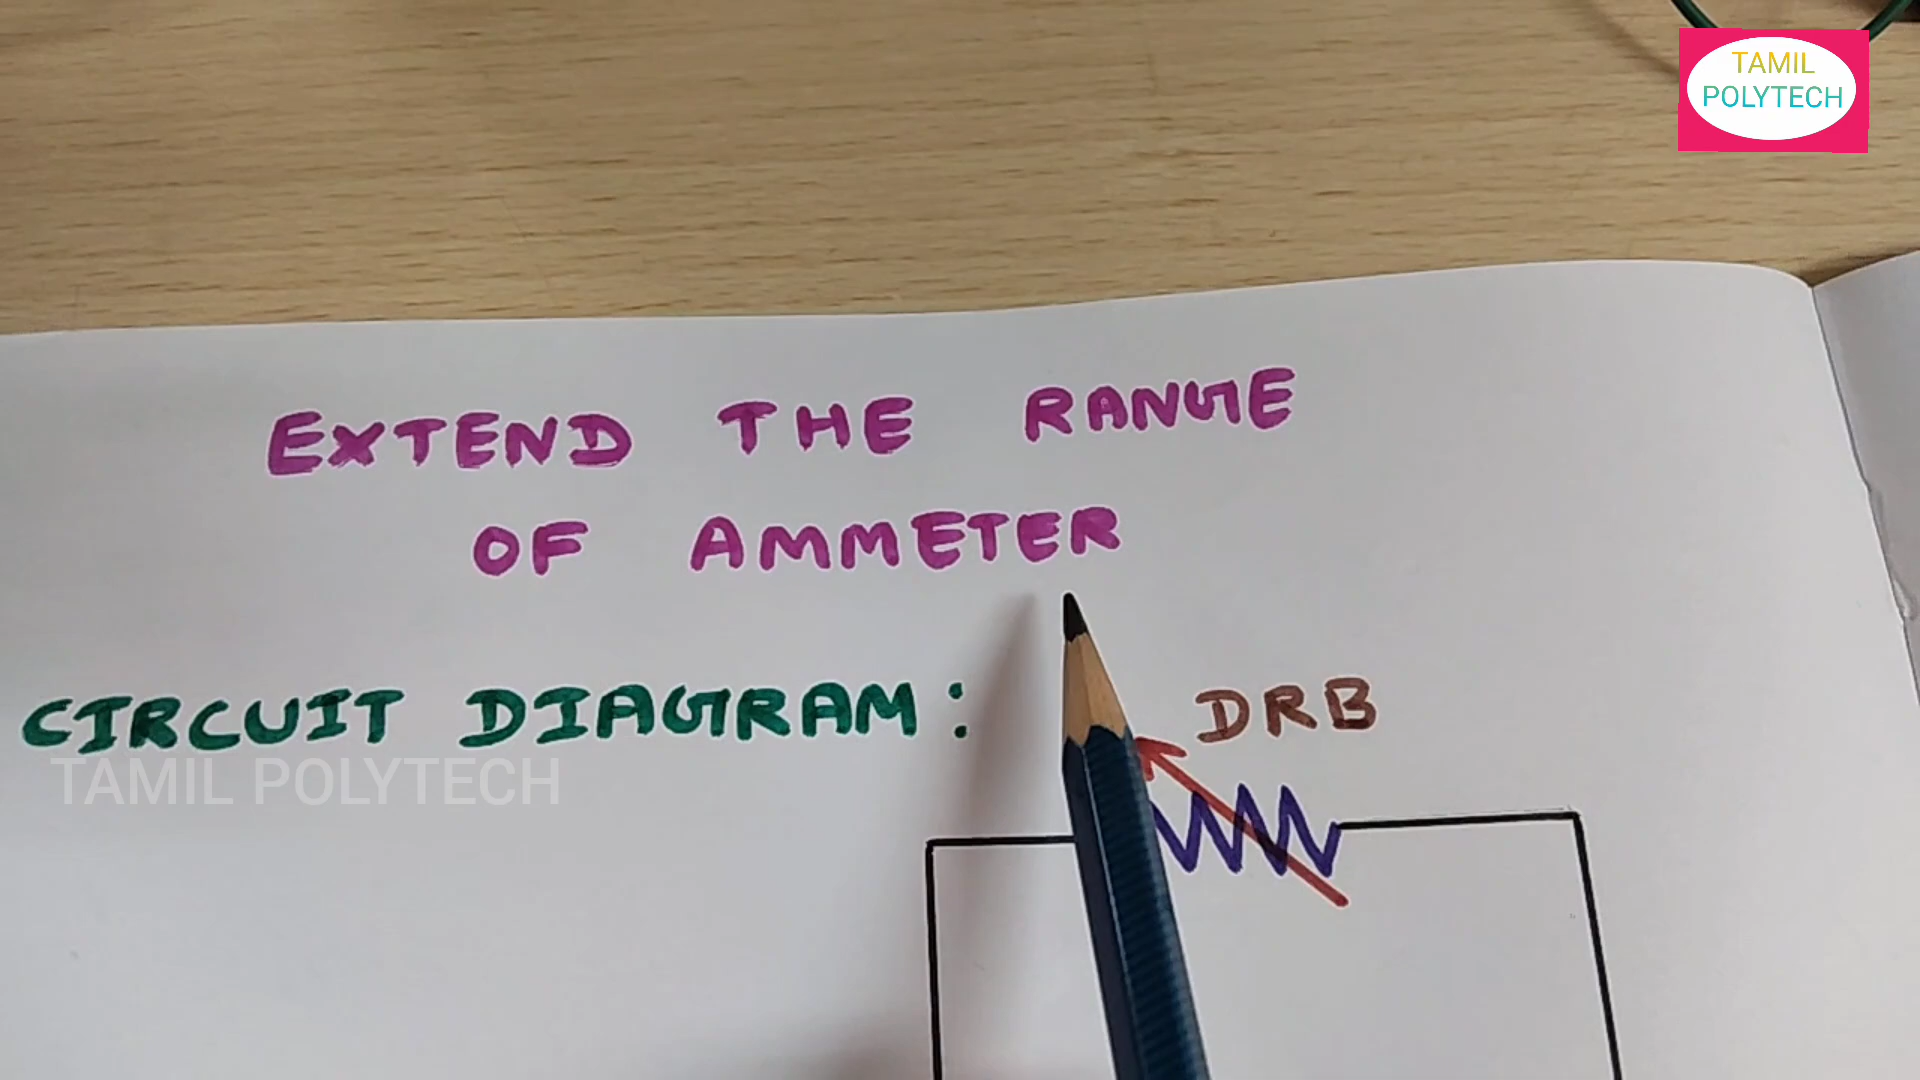 TAMIL
POLYTECH
EXTEND THE RANGE
OF AMMETER
CIRCUIT DIAGRAM:
DRB
TAMIL POLYTECH